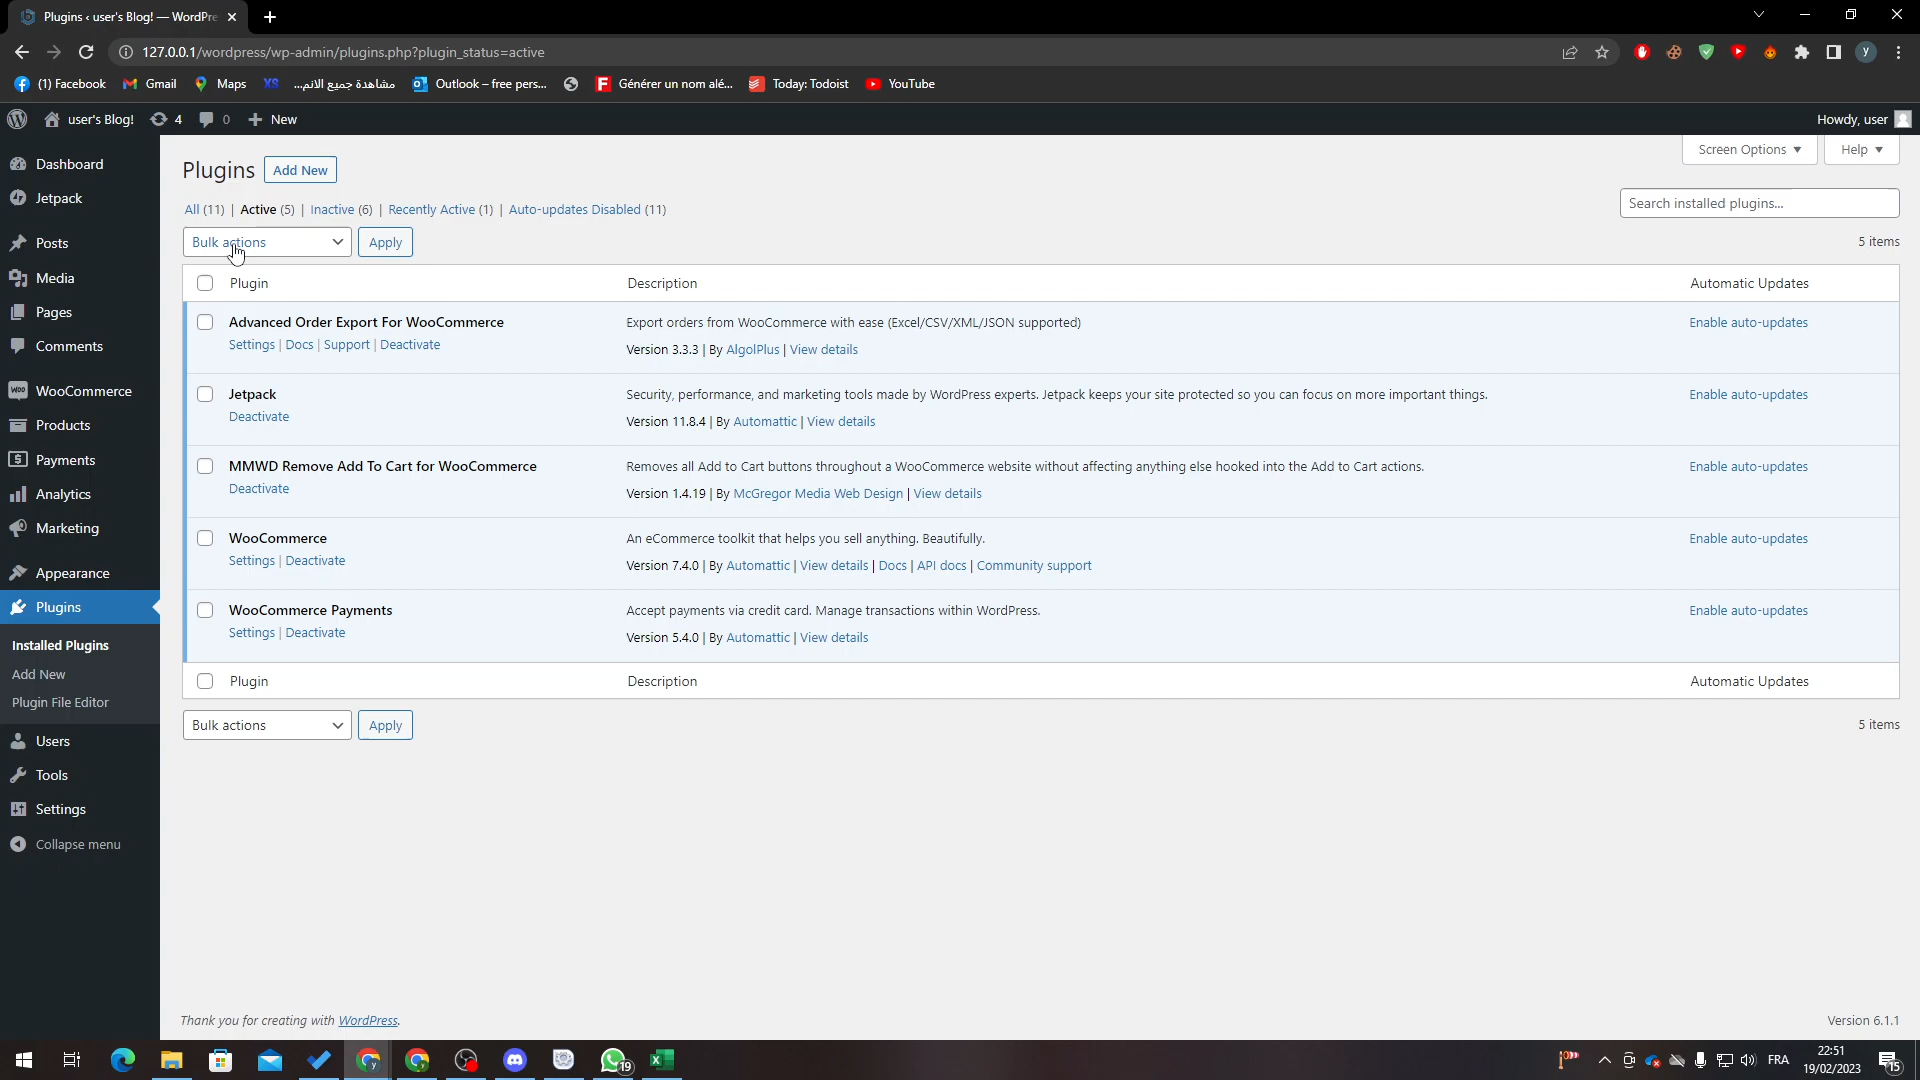 Plugins ‹ user's Blog! — WordPre
127.0.0.1/wordpress/wp-admin/plugins.php?plugin_status=active
y
(1) Facebook
Gmail
Maps
XS
مشاهدة جميع الانم...
Outlook – free pers...
Générer un nom alé...
Today: Todoist
YouTube
user's Blog!
4
0
New
Howdy, user
Dashboard
Jetpack
Posts
Media
Pages
Comments
WooCommerce
Products
Payments
Analytics
Marketing
Appearance
Plugins
Installed Plugins
Add New
Plugin File Editor
Users
Tools
Settings
Collapse menu
Screen Options
Help
Plugins
Add New
All (11) | Active (5) | Inactive (6) | Recently Active (1) | Auto-updates Disabled (11)
Search installed plugins...
Bulk actions
Apply
5 items
Plugin
Description
Automatic Updates
Advanced Order Export For WooCommerce
Settings | Docs | Support | Deactivate
Export orders from WooCommerce with ease (Excel/CSV/XML/JSON supported)
Version 3.3.3 | By AlgolPlus | View details
Enable auto-updates
Jetpack
Deactivate
Security, performance, and marketing tools made by WordPress experts. Jetpack keeps your site protected so you can focus on more important things.
Version 11.8.4 | By Automattic | View details
Enable auto-updates
MMWD Remove Add To Cart for WooCommerce
Deactivate
Removes all Add to Cart buttons throughout a WooCommerce website without affecting anything else hooked into the Add to Cart actions.
Version 1.4.19 | By McGregor Media Web Design | View details
Enable auto-updates
WooCommerce
Settings | Deactivate
An eCommerce toolkit that helps you sell anything. Beautifully.
Version 7.4.0 | By Automattic | View details | Docs | API docs | Community support
Enable auto-updates
WooCommerce Payments
Settings | Deactivate
Accept payments via credit card. Manage transactions within WordPress.
Version 5.4.0 | By Automattic | View details
Enable auto-updates
Plugin
Description
Automatic Updates
Bulk actions
Apply
5 items
Thank you for creating with WordPress.
Version 6.1.1
19
FRA
22:51
19/02/2023
15